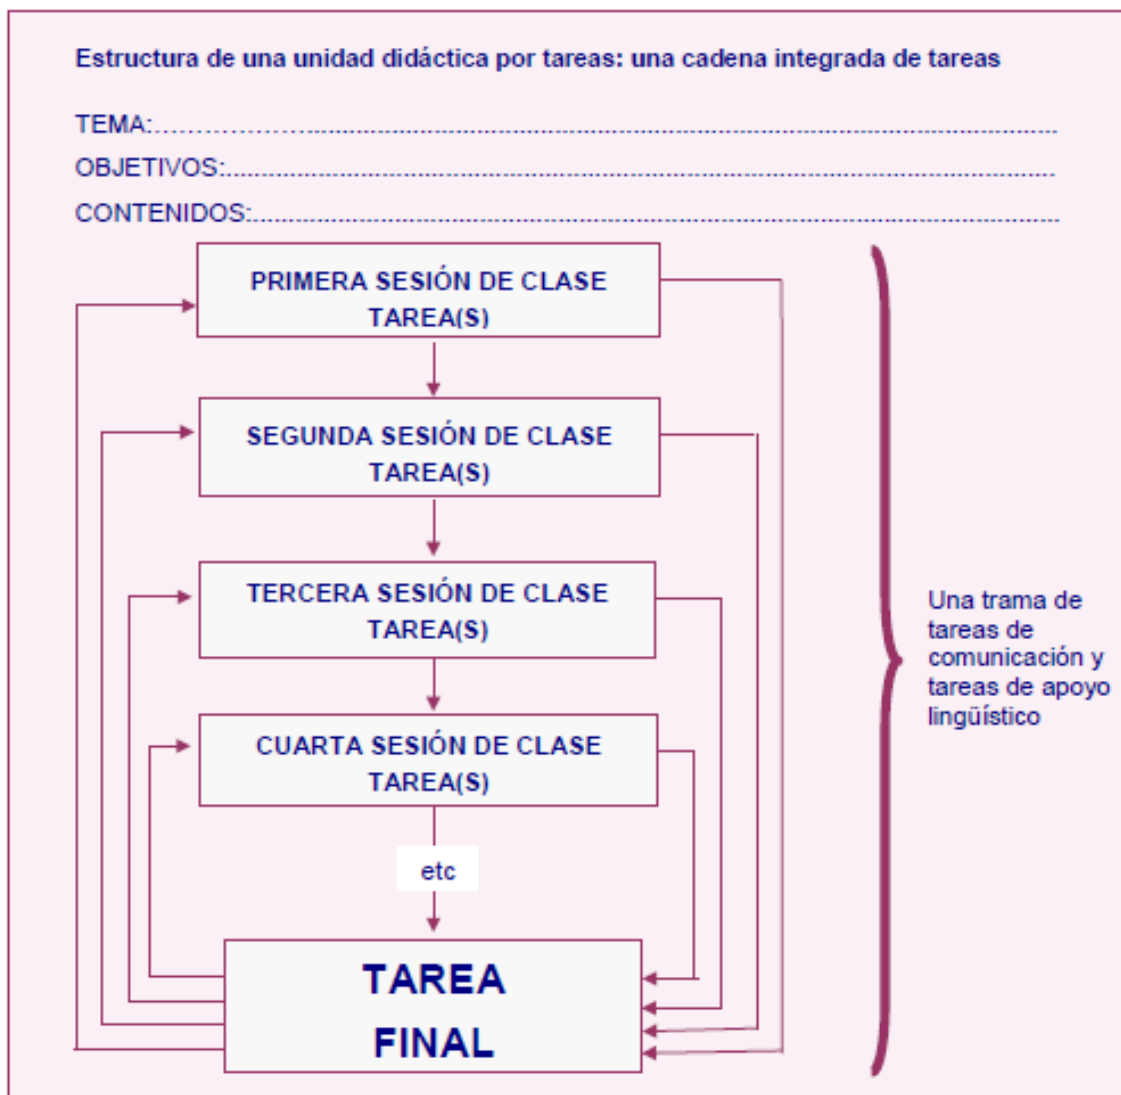 Estructura de una unidad didáctica por tareas: una cadena integrada de tareas
TEMA:..........................................................................................................
OBJETIVOS:..........................................................................................................
CONTENIDOS:..........................................................................................................
PRIMERA SESIÓN DE CLASE
TAREA(S)
SEGUNDA SESIÓN DE CLASE
TAREA(S)
TERCERA SESIÓN DE CLASE
TAREA(S)
CUARTA SESIÓN DE CLASE
TAREA(S)
etc
TAREA
FINAL
Una trama de
tareas de
comunicación y
tareas de apoyo
lingüístico